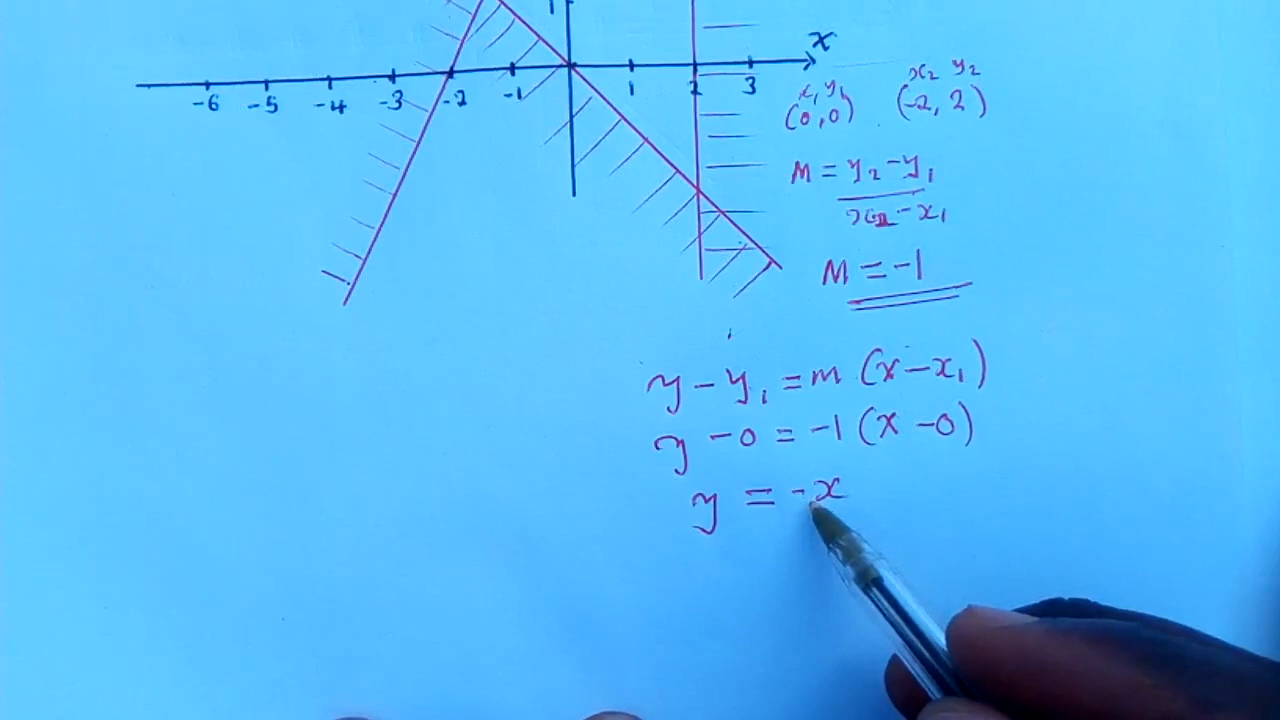 1
x
-6 -5 -4 -3 -2 -1 1 2 3
x₁ y₁ x₂ y₂
(0,0) (-2, 2)
M = y₂ - y₁
x₂ - x₁
M = -1
y - y₁ = m (x - x₁)
y - 0 = -1 (x - 0)
y = -x